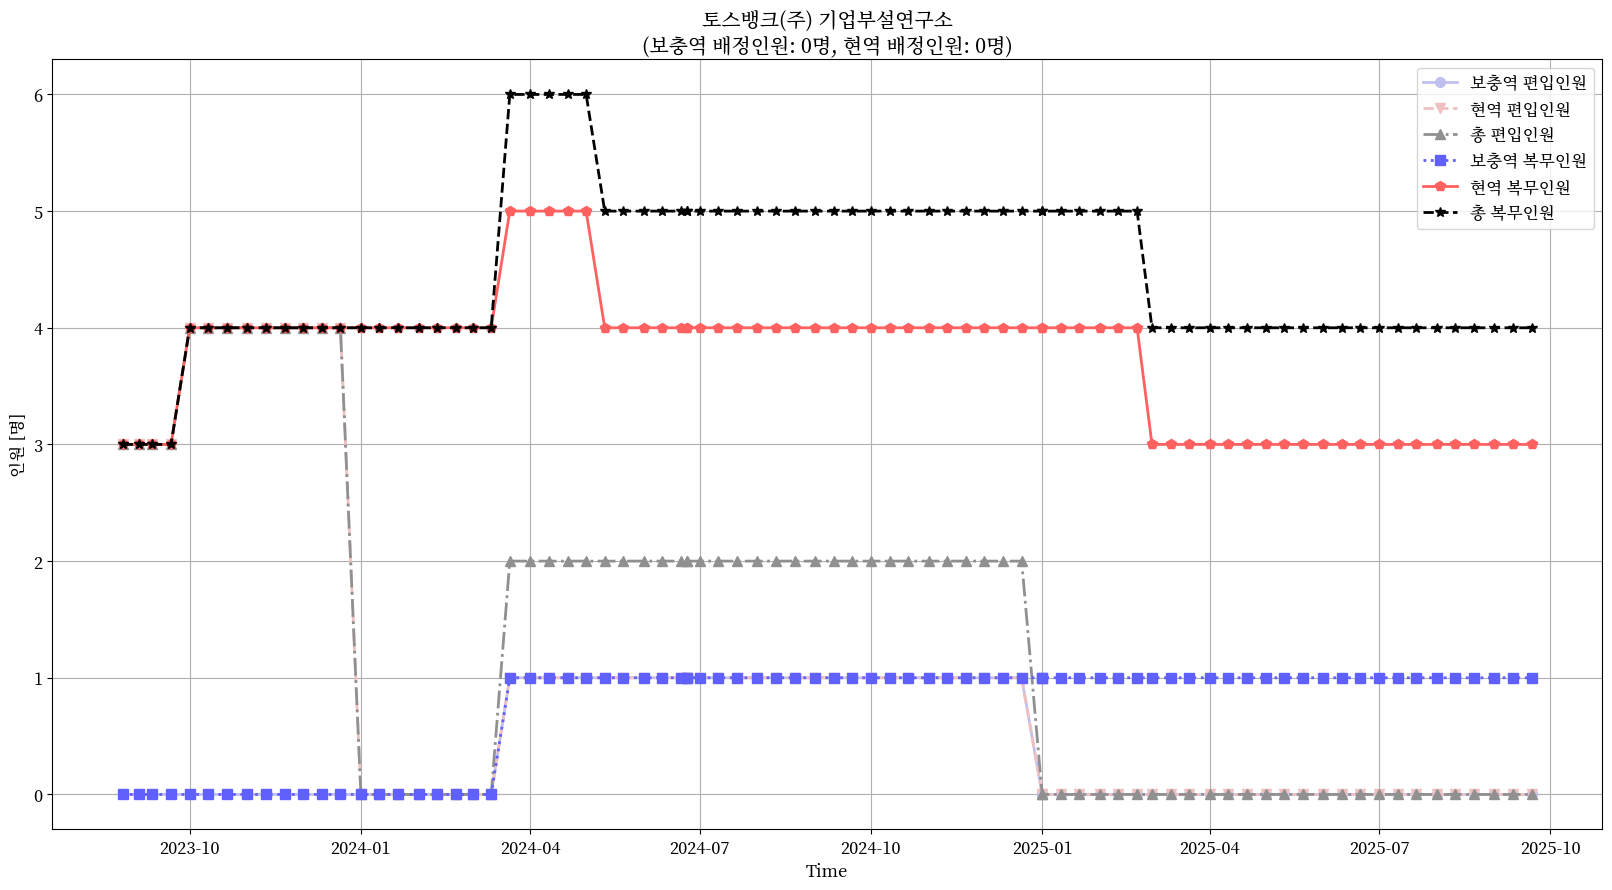 토스뱅크(주) 기업부설연구소
(보충역 배정인원: 0명, 현역 배정인원: 0명)
보충역 편입인원
현역 편입인원
총 편입인원
보충역 복무인원
현역 복무인원
총 복무인원
인원 [명]
6
5
4
3
2
1
0
2023-10
2024-01
2024-04
2024-07
2024-10
2025-01
2025-04
2025-07
2025-10
Time